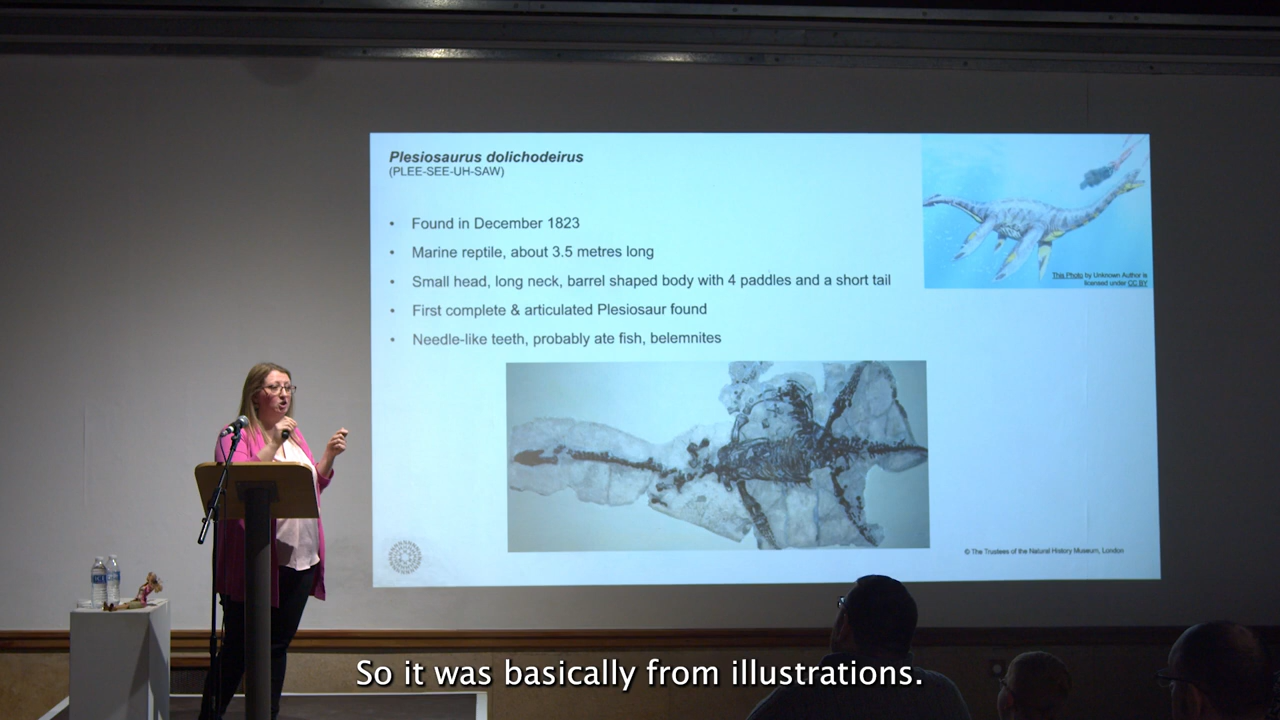 Plesiosaurus dolichodeirus
(PLEE-SEE-UH-SAW)
• Found in December 1823
• Marine reptile, about 3.5 metres long
• Small head, long neck, barrel shaped body with 4 paddles and a short tail
• First complete & articulated Plesiosaur found
• Needle-like teeth, probably ate fish, belemnites
This Photo by Unknown Author is
licensed under CC BY
© The Trustees of the Natural History Museum, London
So it was basically from illustrations.